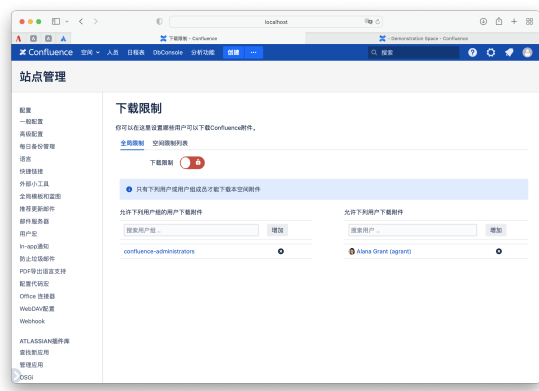 localhost
下载限制 - Confluence
- Demonstration Space - Confluence
Confluence 空间 人员 日程表 DbConsole 分析功能 创建 ... 搜索
站点管理
配置
一般配置
高级配置
每日备份管理
语言
快捷链接
外部小工具
全局模板和蓝图
推荐更新邮件
邮件服务器
用户宏
In-app通知
防止垃圾邮件
PDF导出语言支持
配置代码宏
Office 连接器
WebDAV配置
Webhook
ATLASSIAN插件库
查找新应用
管理应用
OSGi
下载限制
你可以在这里设置哪些用户可以下载Confluence附件。
全局限制 空间限制列表
下载限制
只有下列用户或用户组成员才能下载本空间附件
允许下列用户组的用户下载附件
搜索用户组 ... 增加
confluence-administrators
允许下列用户下载附件
搜索用户 ... 增加
Alana Grant (agrant)